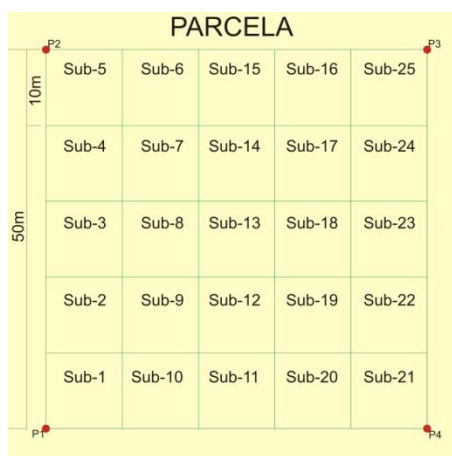 PARCELA
P2 P3
Sub-5 Sub-6 Sub-15 Sub-16 Sub-25
10m
Sub-4 Sub-7 Sub-14 Sub-17 Sub-24
50m
Sub-3 Sub-8 Sub-13 Sub-18 Sub-23
Sub-2 Sub-9 Sub-12 Sub-19 Sub-22
Sub-1 Sub-10 Sub-11 Sub-20 Sub-21
P1 P4